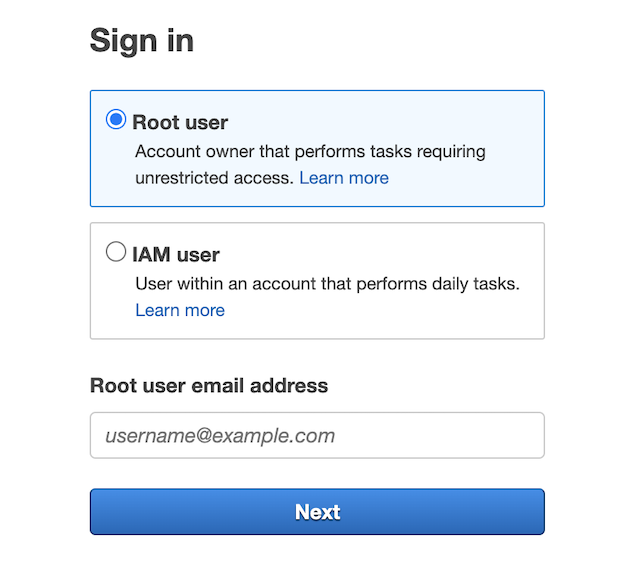 Sign in
Root user
Account owner that performs tasks requiring
unrestricted access. Learn more
IAM user
User within an account that performs daily tasks.
Learn more
Root user email address
username@example.com
Next